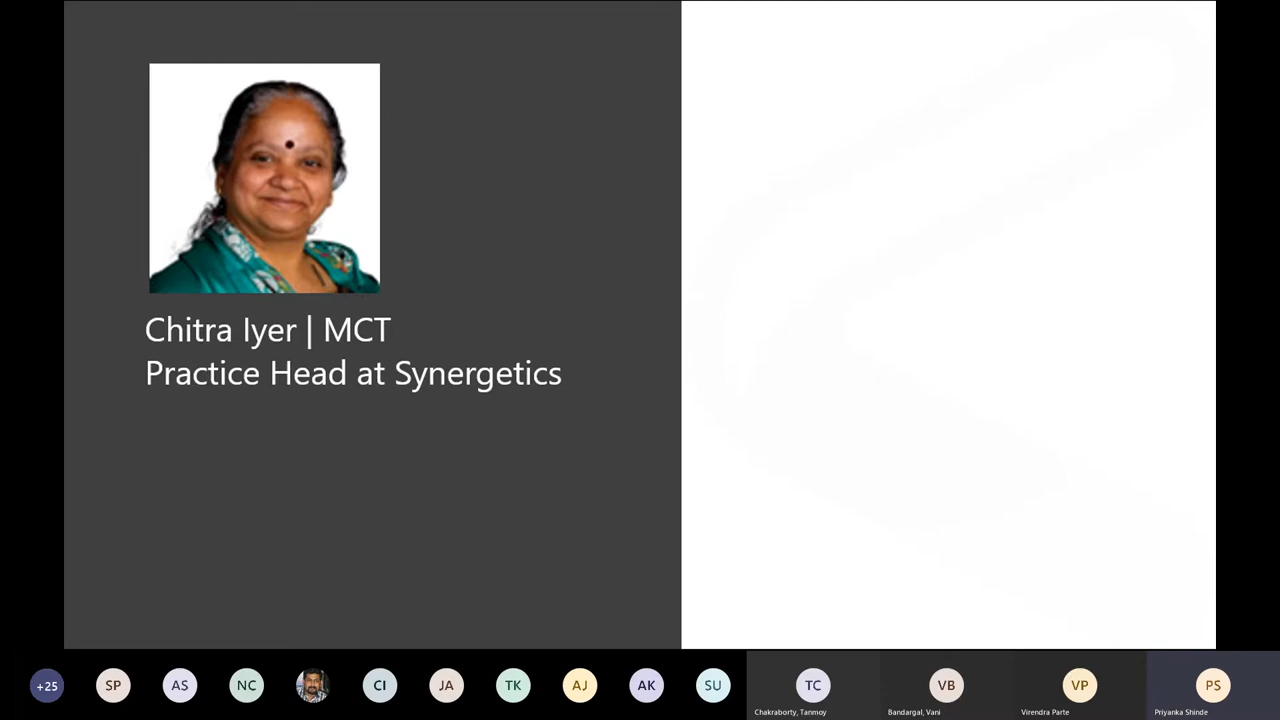 Chitra Iyer | MCT
Practice Head at Synergetics
+25
SP
AS
NC
CI
JA
TK
AJ
AK
SU
TC
VB
VP
PS
Chakraborty, Tanmoy
Bandargal, Vani
Virendra Parte
Priyanka Shinde